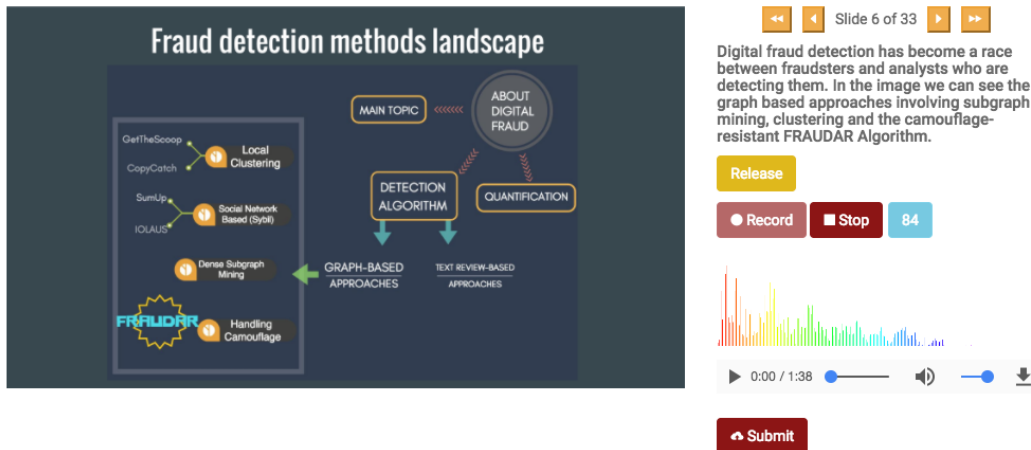 Fraud detection methods landscape
ABOUT
DIGITAL
FRAUD
MAIN TOPIC
DETECTION
ALGORITHM
QUANTIFICATION
GRAPH-BASED
APPROACHES
TEXT REVIEW-BASED
APPROACHES
GetTheScoop
CopyCatch
Local
Clustering
SumUp
IOLAUS
Social Network
Based (Sybil)
Dense Subgraph
Mining
FRAUDAR
Handling
Camouflage
Slide 6 of 33
Digital fraud detection has become a race
between fraudsters and analysts who are
detecting them. In the image we can see the
graph based approaches involving subgraph
mining, clustering and the camouflage-
resistant FRAUDAR Algorithm.
Release
Record
Stop
84
0:00 / 1:38
Submit